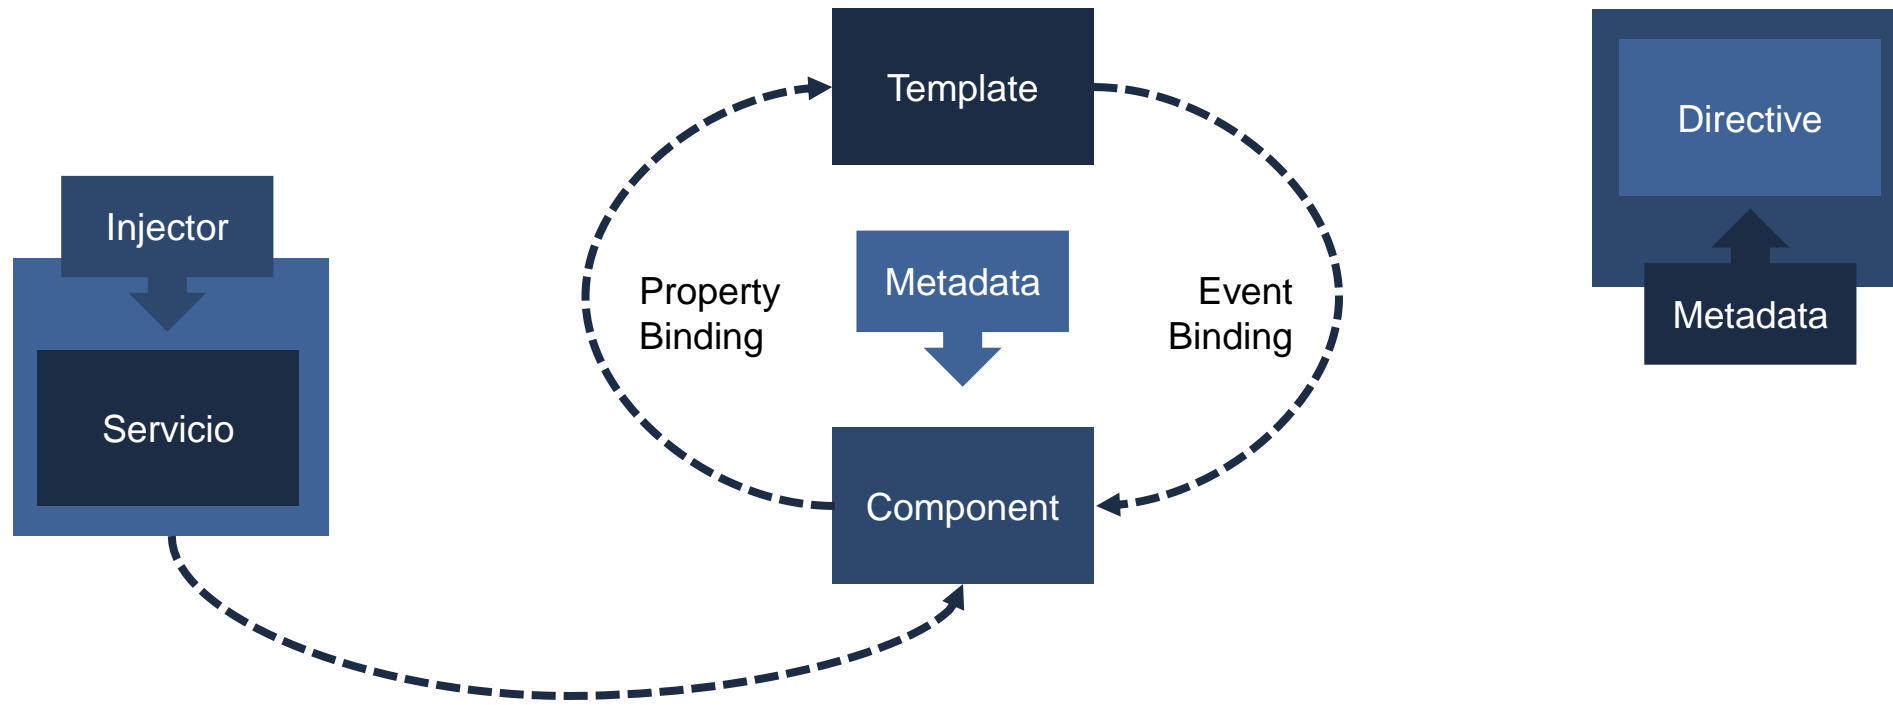 Template
Directive
Injector
Property
Binding
Metadata
Event
Binding
Metadata
Servicio
Component